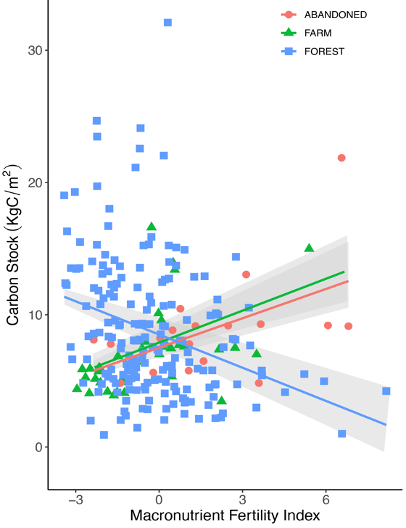 ABANDONED
FARM
FOREST
30
20
10
0
Carbon Stock (KgC/m²)
−3
0
3
6
Macronutrient Fertility Index